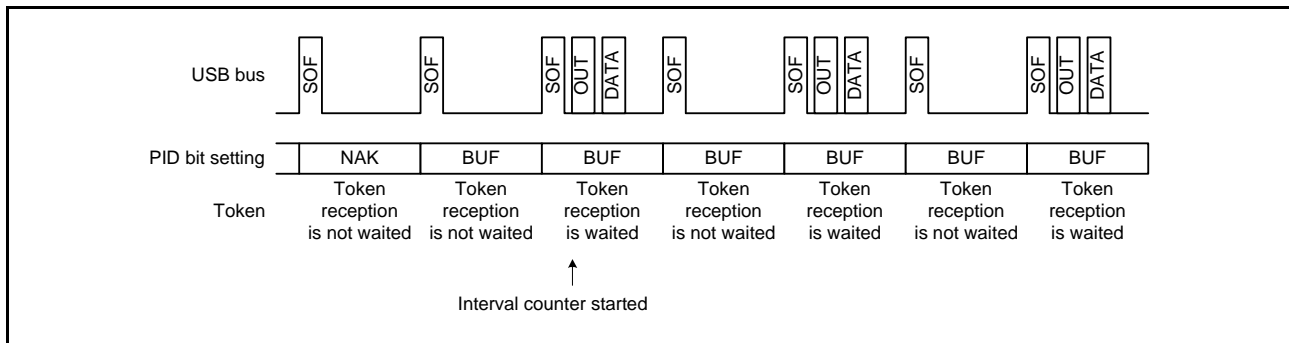 USB bus
SOF
SOF
SOF
OUT
DATA
SOF
SOF
OUT
DATA
SOF
SOF
OUT
DATA
PID bit setting
NAK
BUF
BUF
BUF
BUF
BUF
BUF
Token
Token
reception
is not waited
Token
reception
is not waited
Token
reception
is waited
Token
reception
is not waited
Token
reception
is waited
Token
reception
is not waited
Token
reception
is waited
Interval counter started